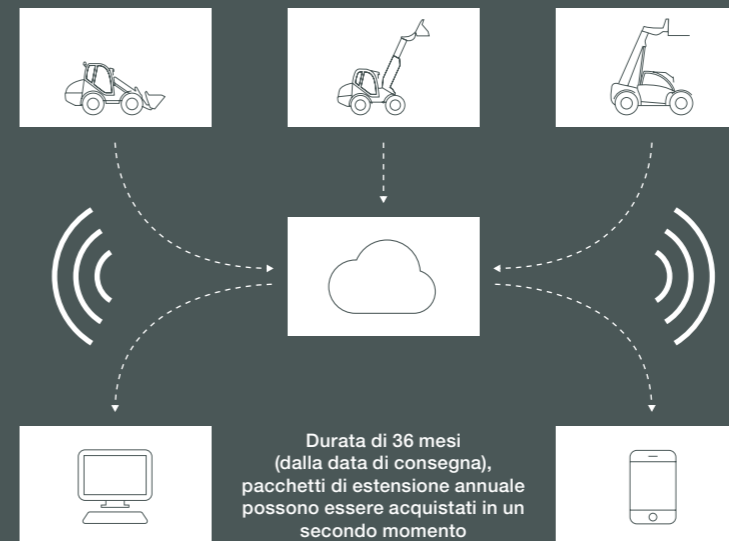 Durata di 36 mesi
(dalla data di consegna),
pacchetti di estensione annuale
possono essere acquistati in un
secondo momento